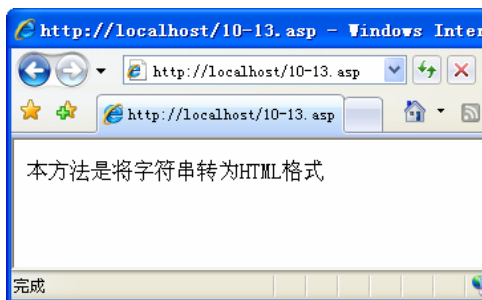 http://localhost/10-13.asp - Windows Inter
http://localhost/10-13.asp
http://localhost/10-13.asp
本方法是将字符串转为HTML格式
完成